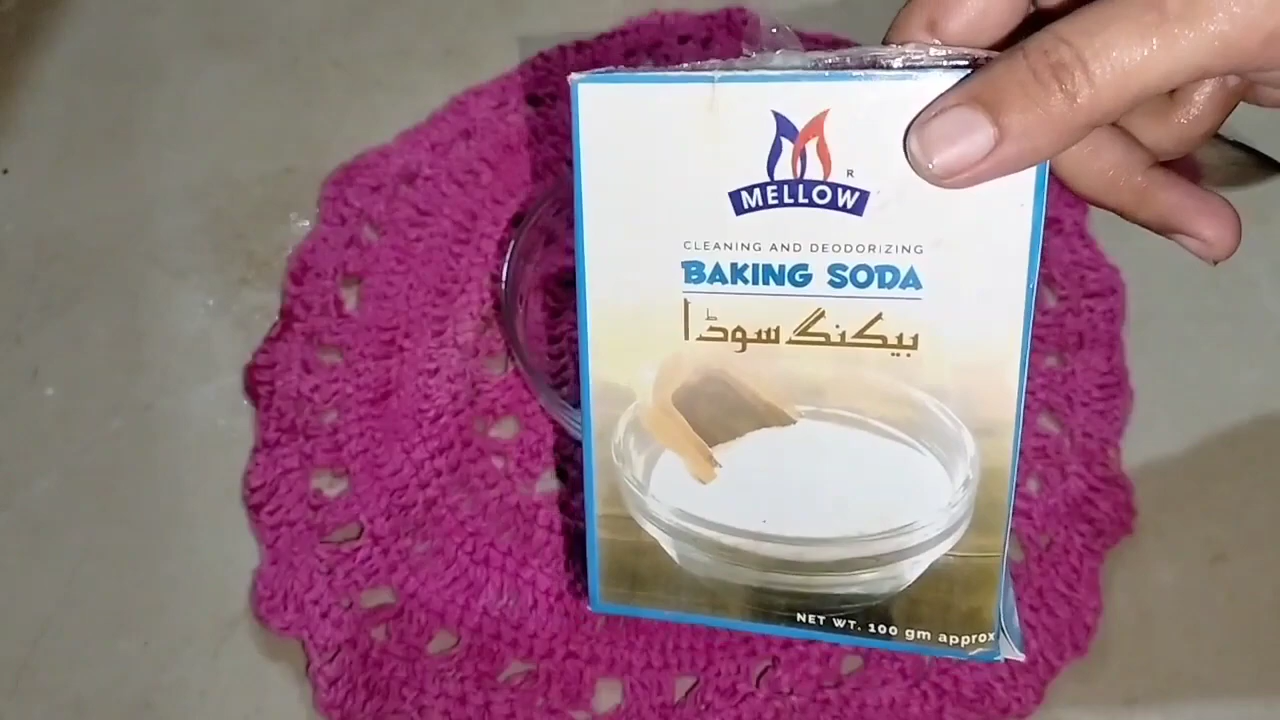 R
MELLOW
CLEANING AND DEODORIZING
BAKING SODA
بیکنگ سوڈا
NET WT. 100 gm approx